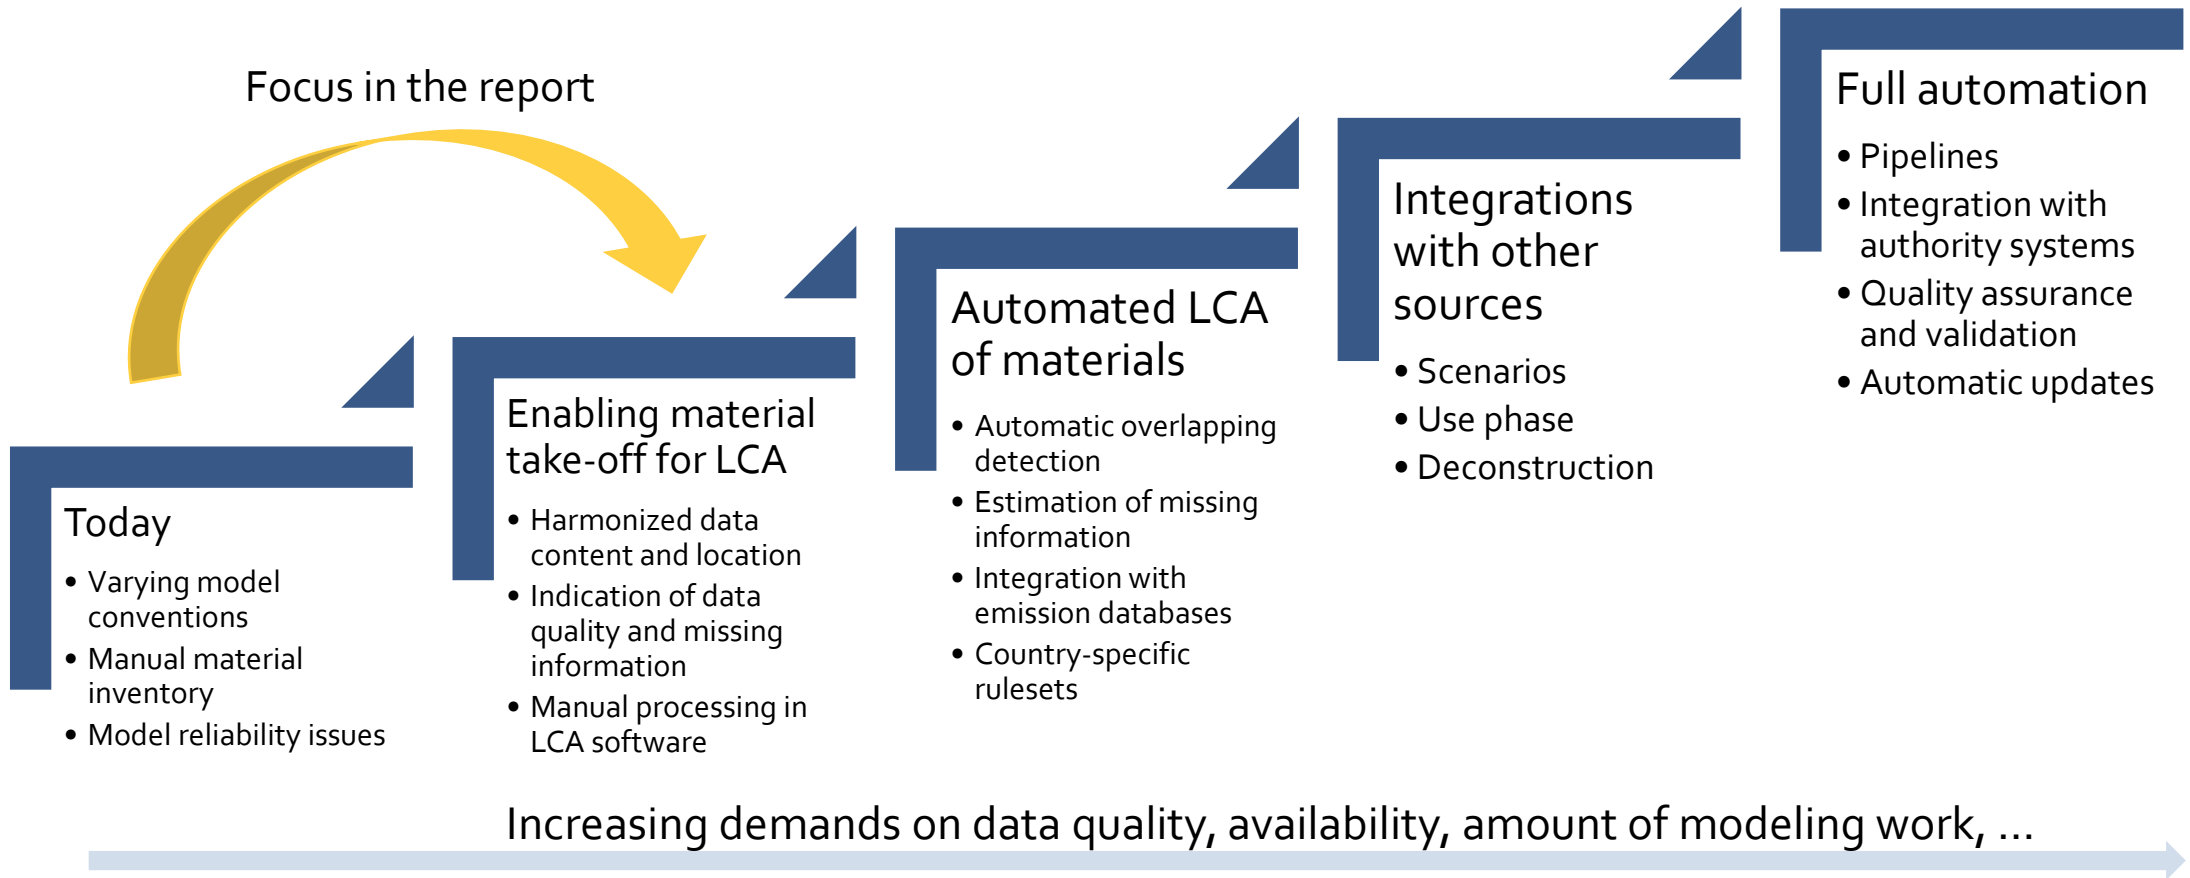 Focus in the report
Today
• Varying model
conventions
• Manual material
inventory
• Model reliability issues
Enabling material
take-off for LCA
• Harmonized data
content and location
• Indication of data
quality and missing
information
• Manual processing in
LCA software
Automated LCA
of materials
• Automatic overlapping
detection
• Estimation of missing
information
• Integration with
emission databases
• Country-specific
rulesets
Integrations
with other
sources
• Scenarios
• Use phase
• Deconstruction
Full automation
• Pipelines
• Integration with
authority systems
• Quality assurance
and validation
• Automatic updates
Increasing demands on data quality, availability, amount of modeling work, ...